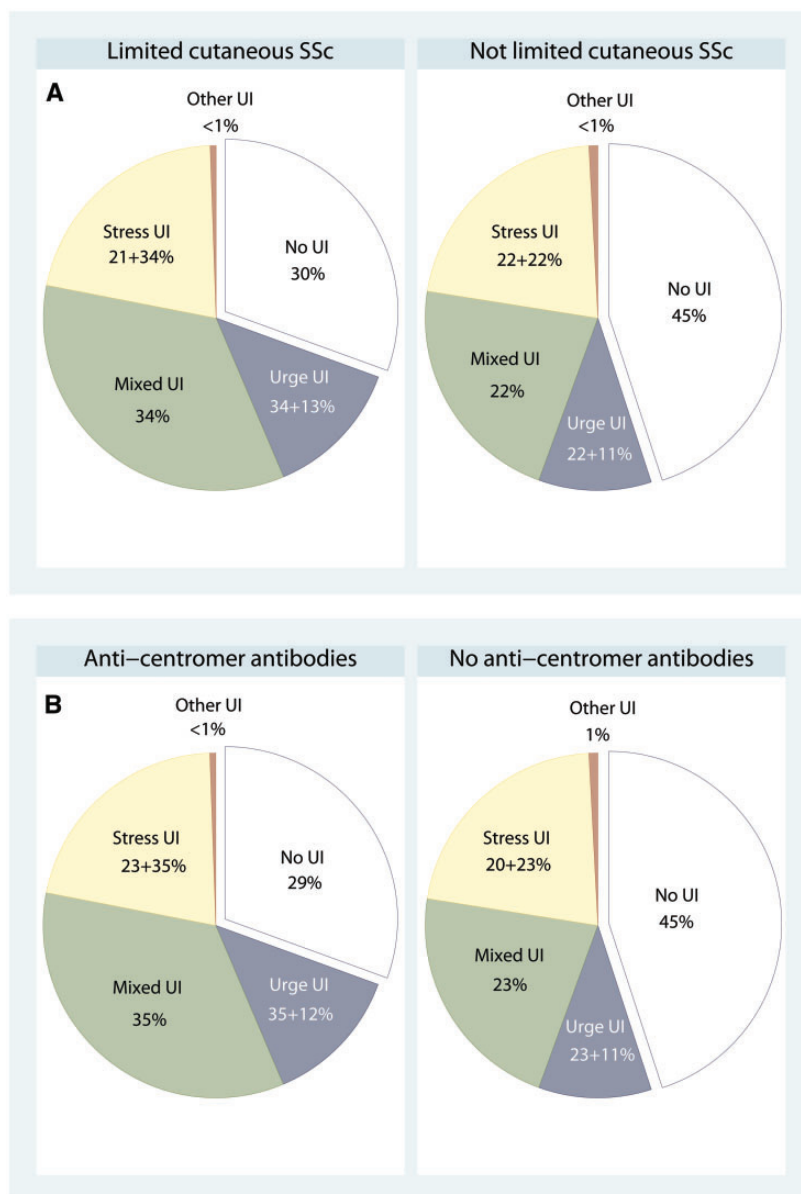 Limited cutaneous SSc
Not limited cutaneous SSc
A
Other UI
<1%
Stress UI
21+34%
No UI
30%
Mixed UI
34%
Urge UI
34+13%
Other UI
<1%
Stress UI
22+22%
No UI
45%
Mixed UI
22%
Urge UI
22+11%
Anti−centromer antibodies
No anti−centromer antibodies
B
Other UI
<1%
Stress UI
23+35%
No UI
29%
Mixed UI
35%
Urge UI
35+12%
Other UI
1%
Stress UI
20+23%
No UI
45%
Mixed UI
23%
Urge UI
23+11%